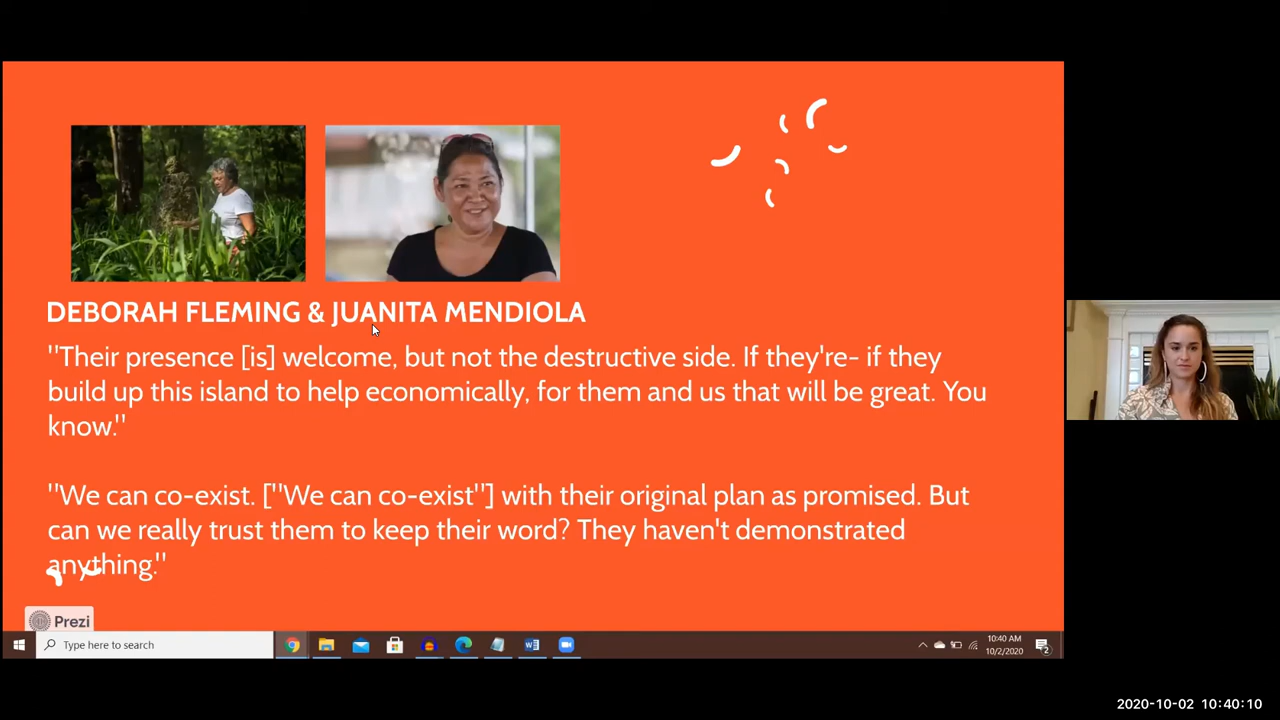 DEBORAH FLEMING & JUANITA MENDIOLA
"Their presence [is] welcome, but not the destructive side. If they're- if they
build up this island to help economically, for them and us that will be great. You
know."
"We can co-exist. ["We can co-exist"] with their original plan as promised. But
can we really trust them to keep their word? They haven't demonstrated
anything."
Prezi
Type here to search
10:40 AM
10/2/2020
2
2020-10-02 10:40:10